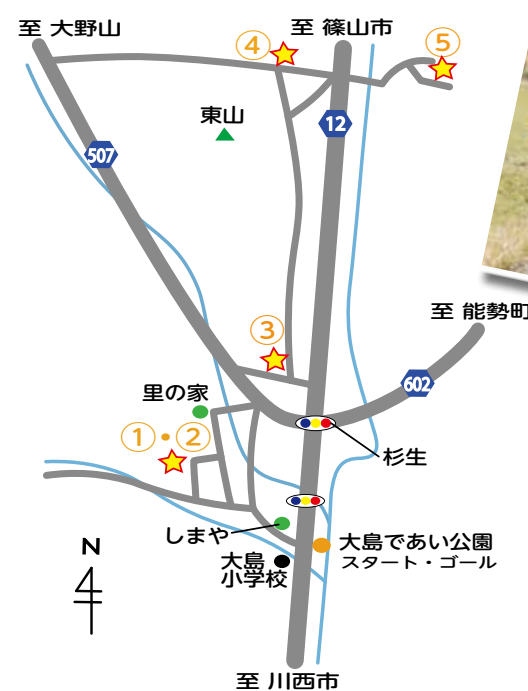 至 大野山
至 篠山市
④
⑤
12
東山
507
至 能勢町
③
602
里の家
①・②
杉生
しまや
大島であい公園
スタート・ゴール
大島
小学校
N
至 川西市